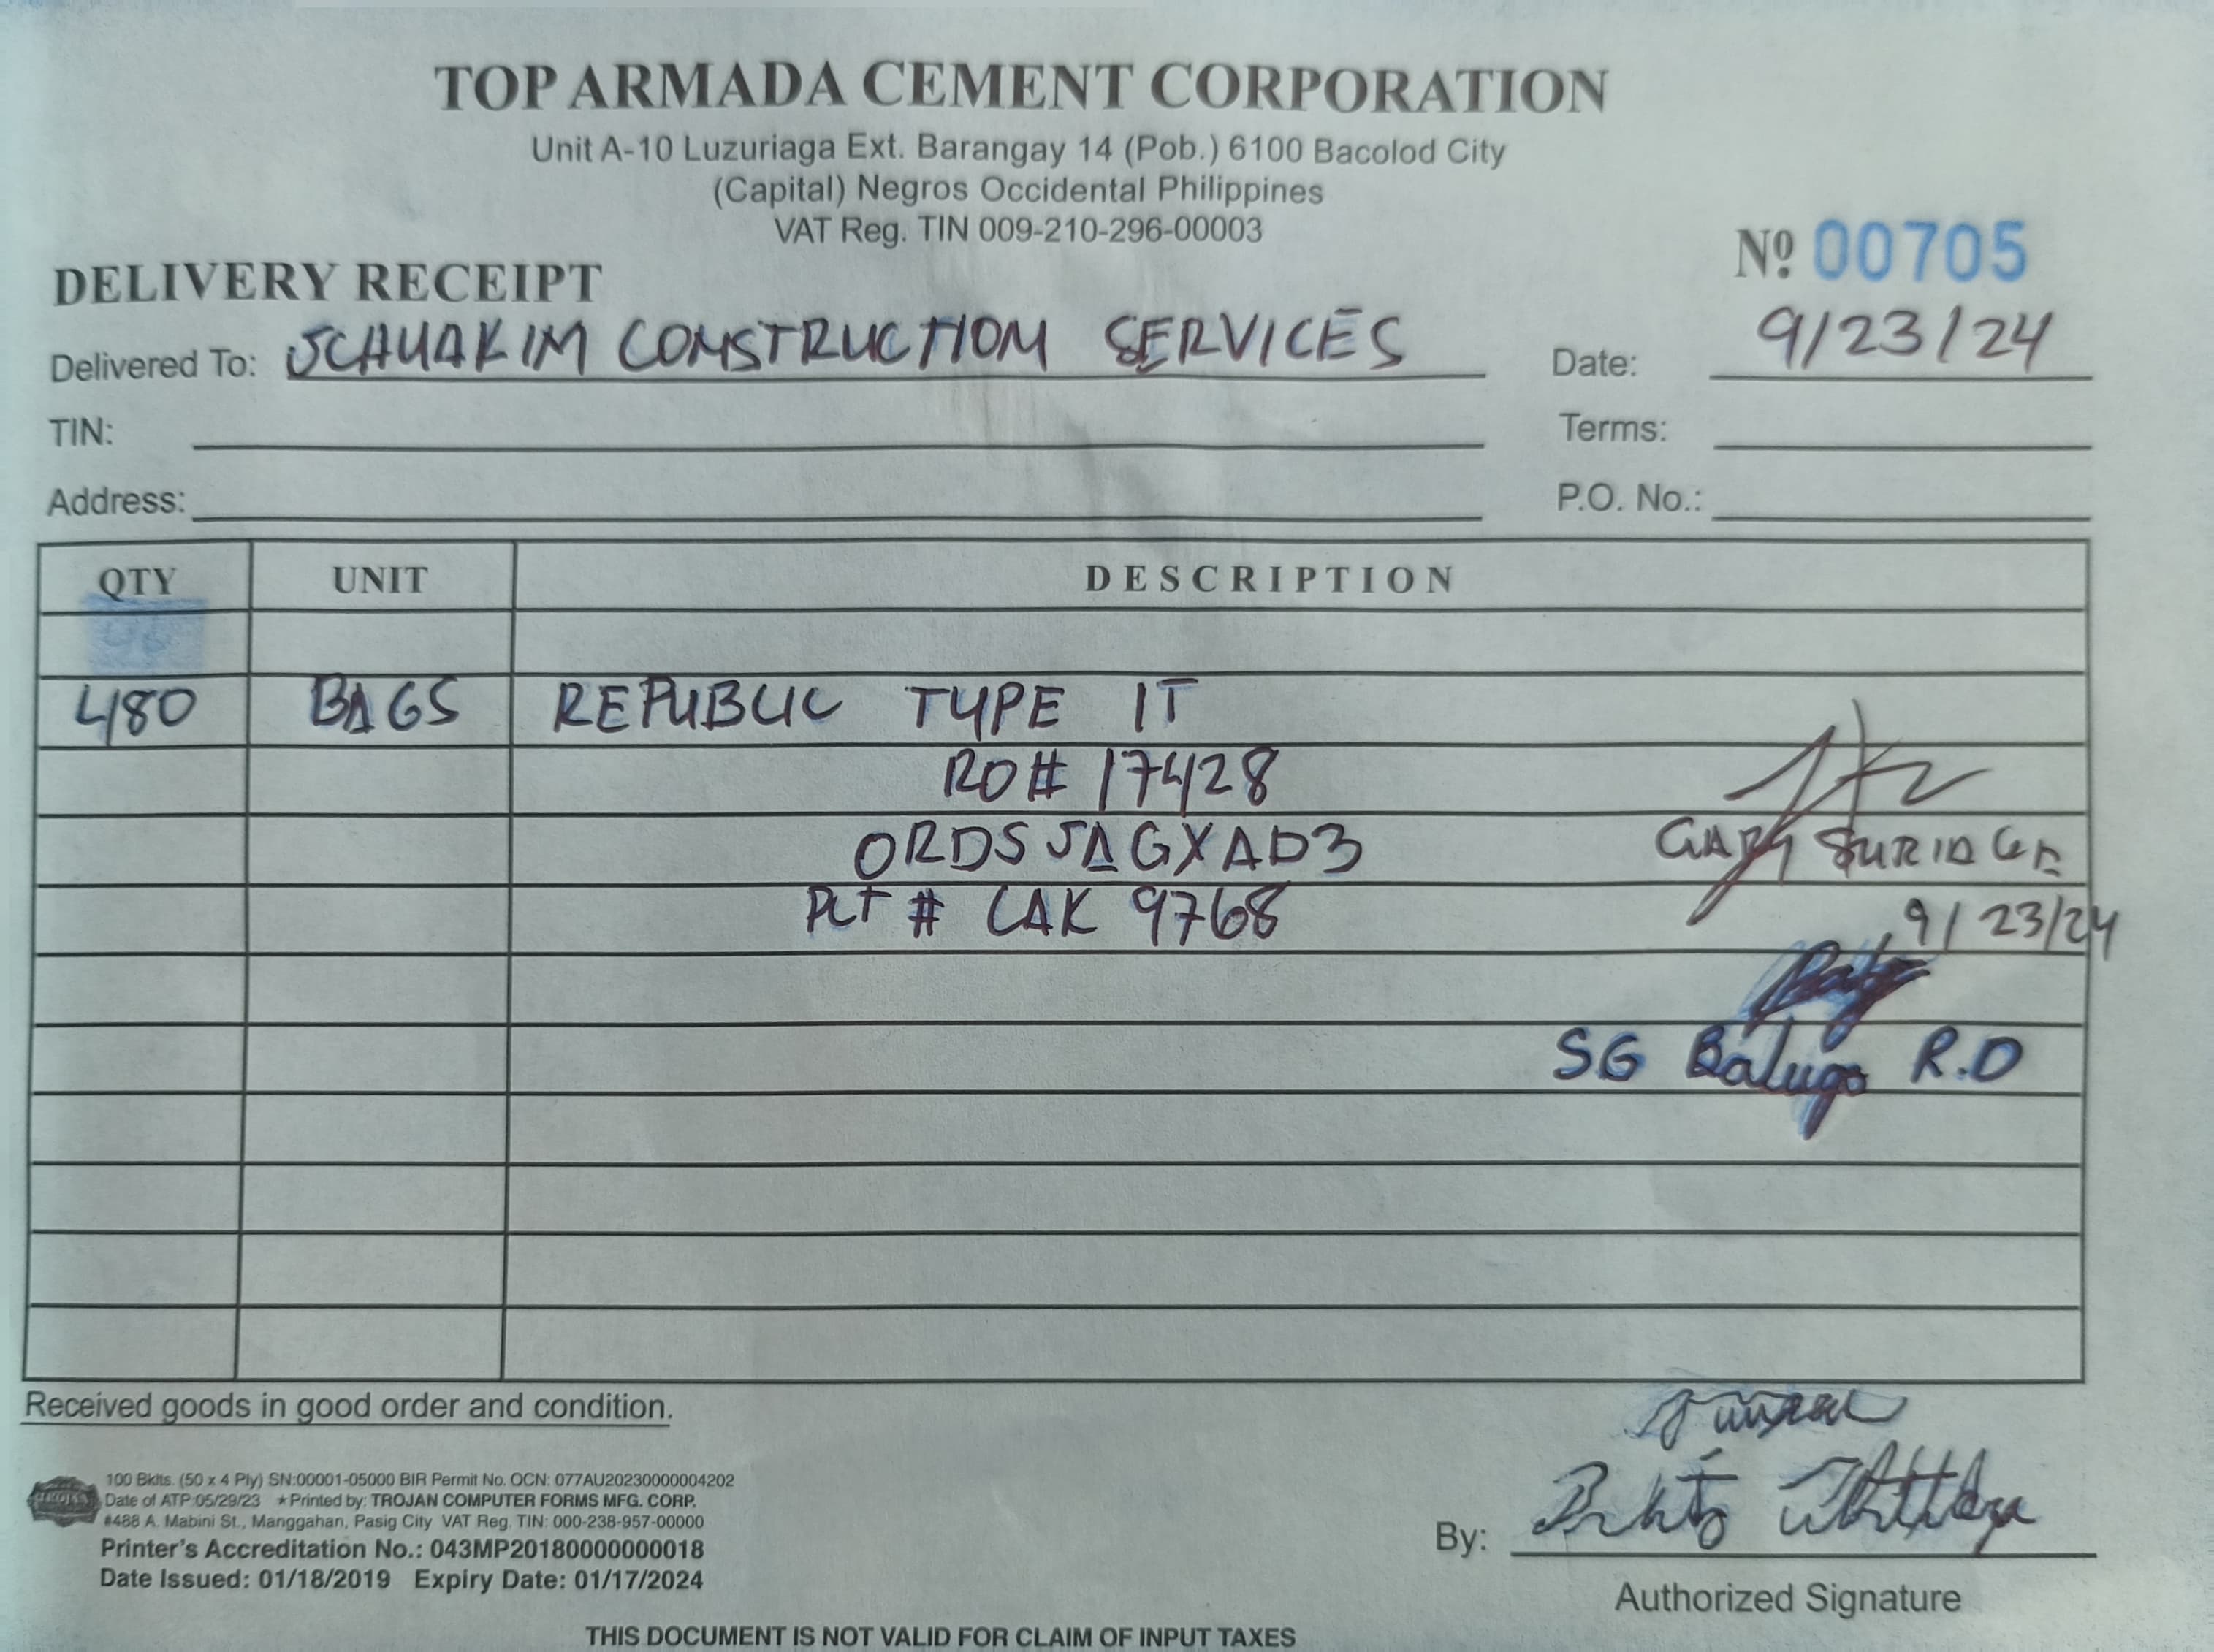 TOP ARMADA CEMENT CORPORATION
Unit A-10 Luzuriaga Ext. Barangay 14 (Pob.) 6100 Bacolod City
(Capital) Negros Occidental Philippines
VAT Reg. TIN 009-210-296-00003
Nº 00705
DELIVERY RECEIPT
Delivered To: JCHUAKIM CONSTRUCTION SERVICES Date: 9/23/24
TIN: Terms:
Address: P.O. No.:
QTY UNIT DESCRIPTION
480 BAGS REPUBLIC TYPE 1T
RO# 17428
ORDSJAGXAD3
GARY
PLT # CAK 9768
9/23/24
SG Balugo R.D
Received goods in good order and condition.
100 Bklts. (50 x 4 Ply) SN:00001-05000 BIR Permit No. OCN: 077AU20230000004202
Date of ATP:05/29/23 ★Printed by: TROJAN COMPUTER FORMS MFG. CORP.
#488 A. Mabini St., Manggahan, Pasig City VAT Reg. TIN: 000-238-957-00000
By:
Printer's Accreditation No.: 043MP20180000000018
Date Issued: 01/18/2019 Expiry Date: 01/17/2024
Authorized Signature
THIS DOCUMENT IS NOT VALID FOR CLAIM OF INPUT TAXES